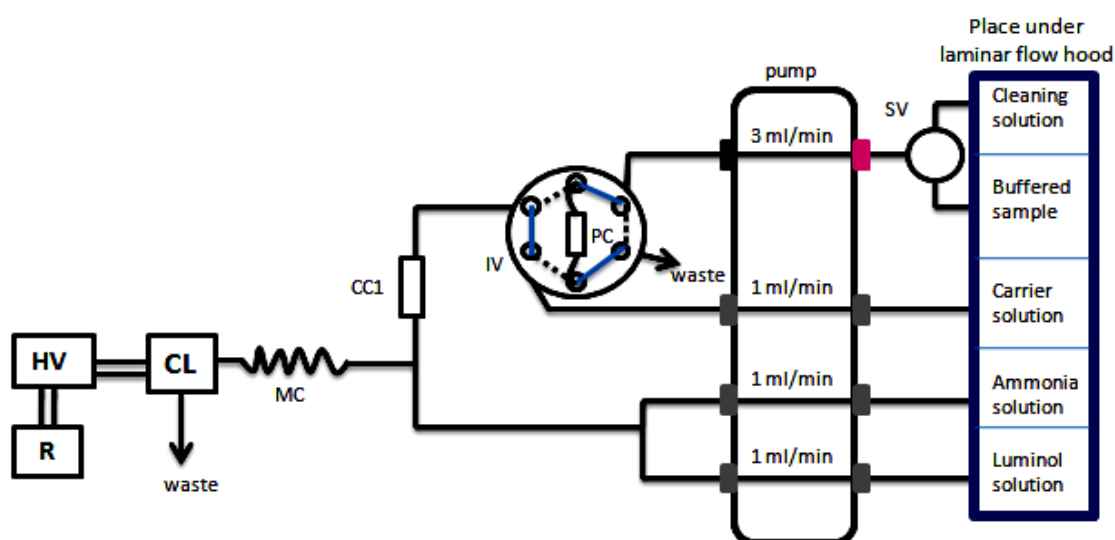 Place under
laminar flow hood
pump
Cleaning
solution
SV
3 ml/min
Buffered
sample
PC
IV
waste
CC1
1 ml/min
Carrier
solution
HV
CL
MC
1 ml/min
Ammonia
solution
R
waste
1 ml/min
Luminol
solution